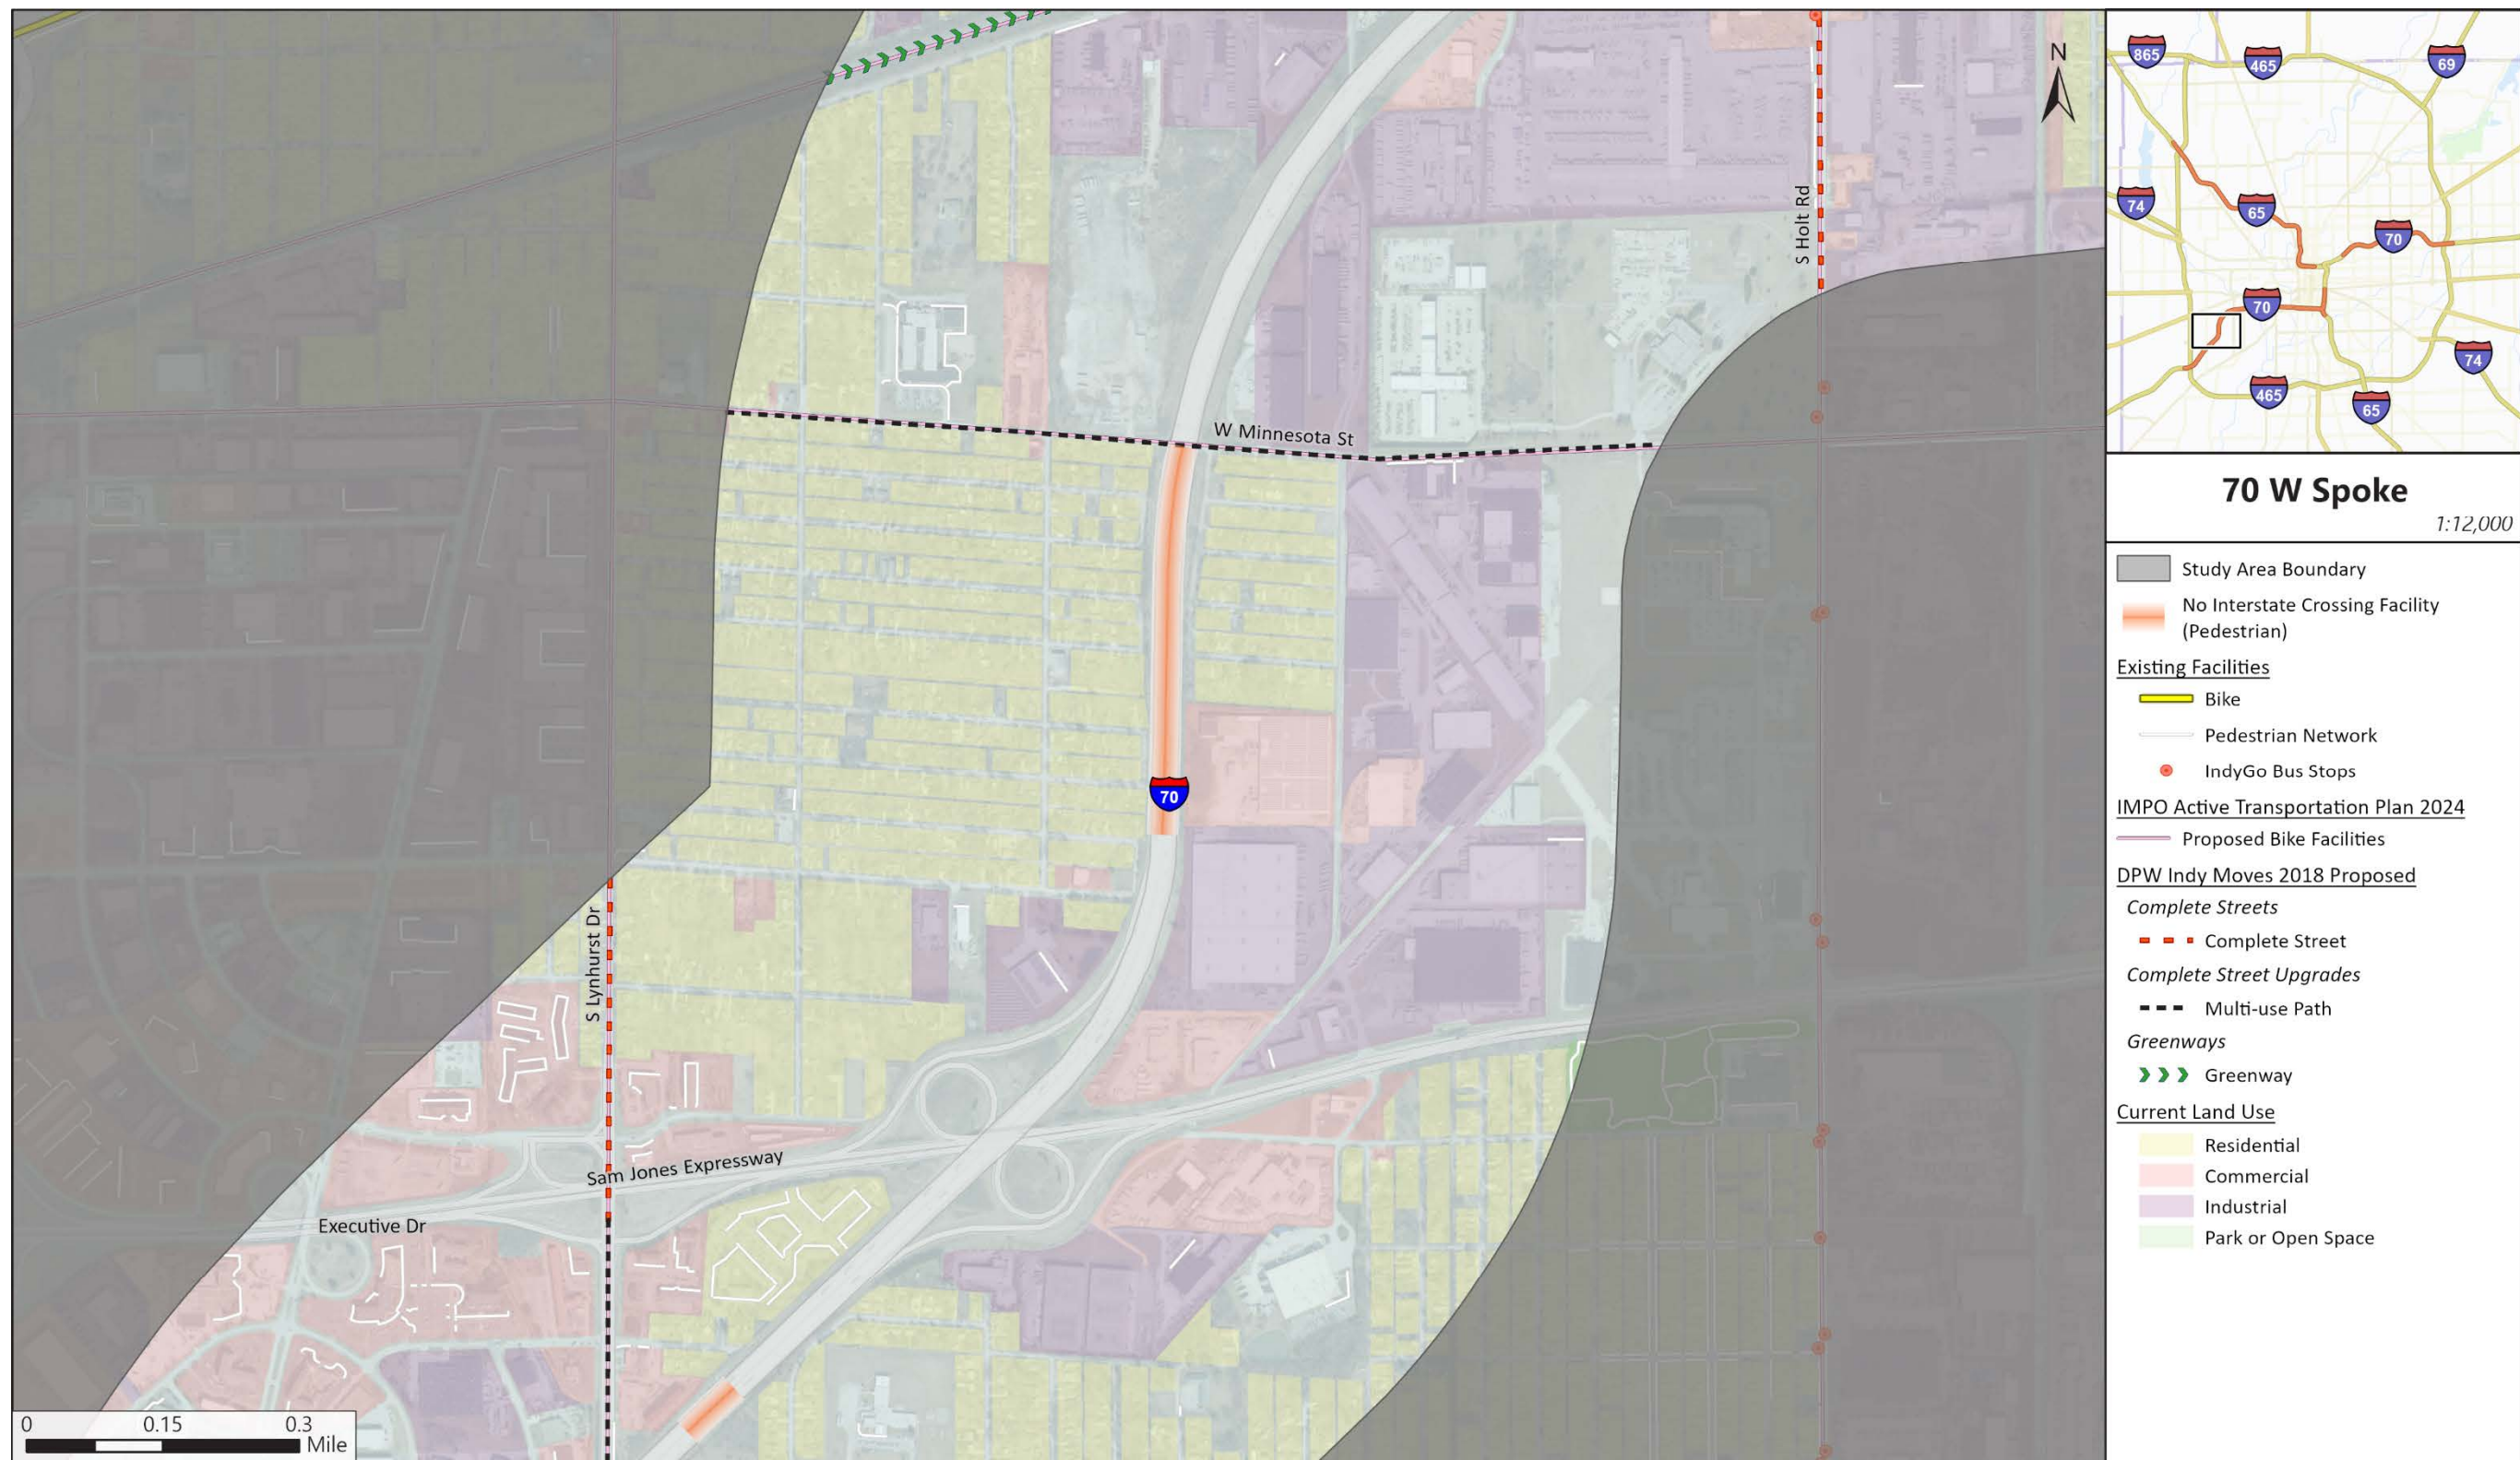 N
S Holt Rd
W Minnesota St
70
S Lynhurst Dr
Sam Jones Expressway
Executive Dr
0 0.15 0.3
Mile
865
465
69
74
65
70
70
74
465
65
70 W Spoke
1:12,000
Study Area Boundary
No Interstate Crossing Facility
(Pedestrian)
Existing Facilities
Bike
Pedestrian Network
IndyGo Bus Stops
IMPO Active Transportation Plan 2024
Proposed Bike Facilities
DPW Indy Moves 2018 Proposed
Complete Streets
Complete Street
Complete Street Upgrades
Multi-use Path
Greenways
Greenway
Current Land Use
Residential
Commercial
Industrial
Park or Open Space